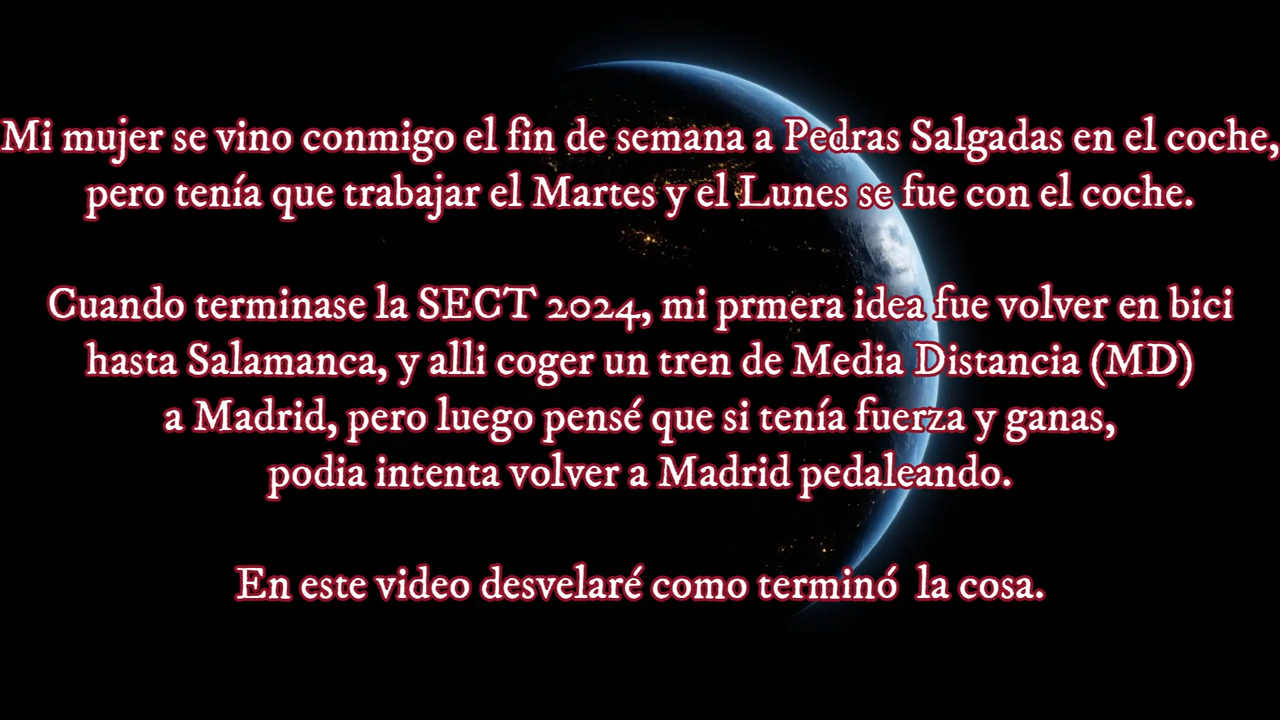 Mi mujer se vino conmigo el fin de semana a Pedras Salgadas en el coche,
pero tenía que trabajar el Martes y el Lunes se fue con el coche.
Cuando terminase la SECT 2024, mi prmera idea fue volver en bici
hasta Salamanca, y alli coger un tren de Media Distancia (MD)
a Madrid, pero luego pensé que si tenía fuerza y ganas,
podia intenta volver a Madrid pedaleando.
En este video desvelaré como terminó  la cosa.